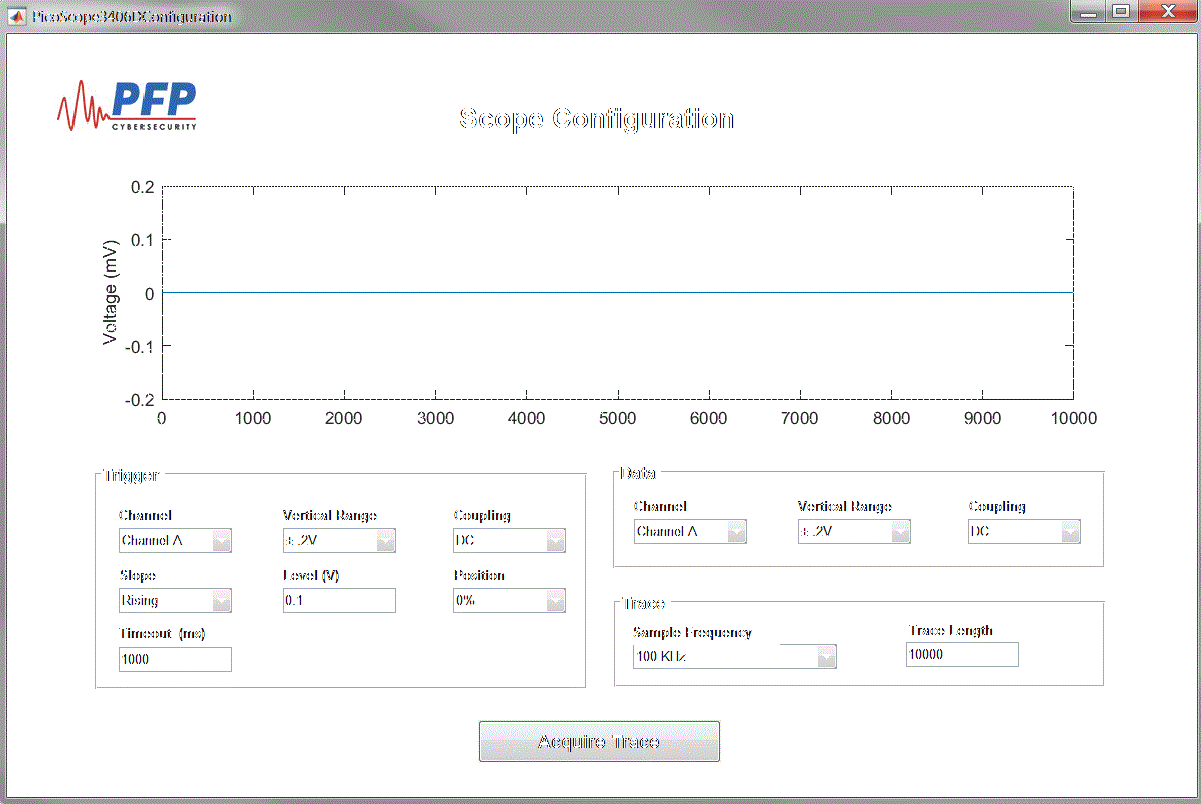 PicoScope3406DConfiguration
PFP
CYBERSECURITY
Scope Configuration
0.2
0.1
0
-0.1
-0.2
Voltage (mV)
0 1000 2000 3000 4000 5000 6000 7000 8000 9000 10000
Trigger
Channel Vertical Range Coupling
Channel A ± .2V DC
Slope Level (V) Position
Rising 0.1 0%
Timeout (ms)
1000
Data
Channel Vertical Range Coupling
Channel A ± .2V DC
Trace
Sample Frequency Trace Length
100 KHz 10000
Acquire Trace